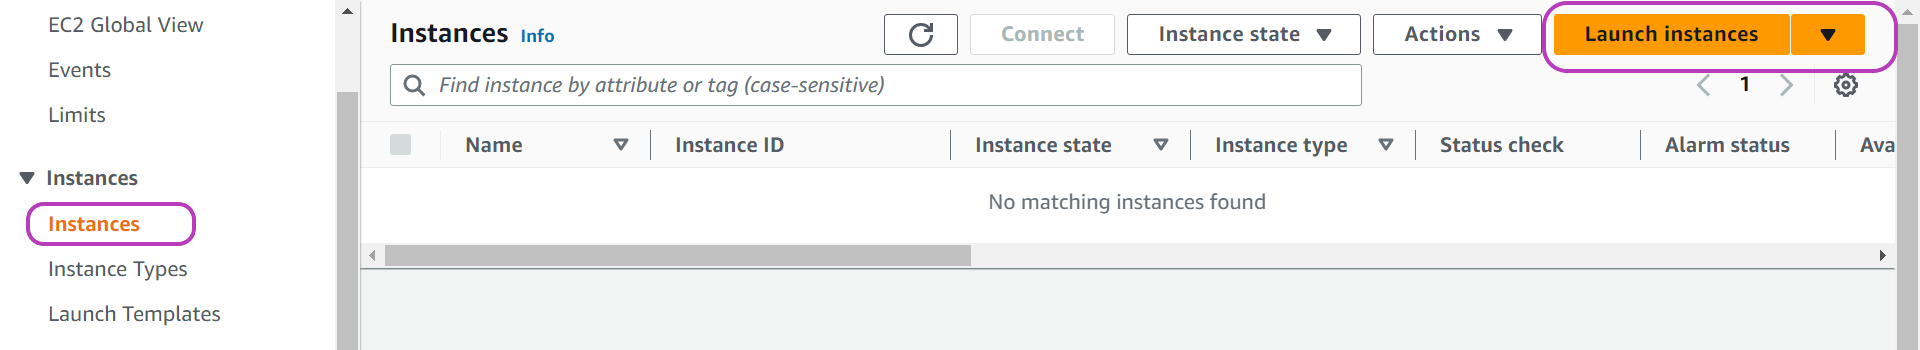 EC2 Global View
Events
Limits
Instances
Instances
Instance Types
Launch Templates
Instances Info
Connect
Instance state
Actions
Launch instances
Find instance by attribute or tag (case-sensitive)
1
Name
Instance ID
Instance state
Instance type
Status check
Alarm status
Ava
No matching instances found